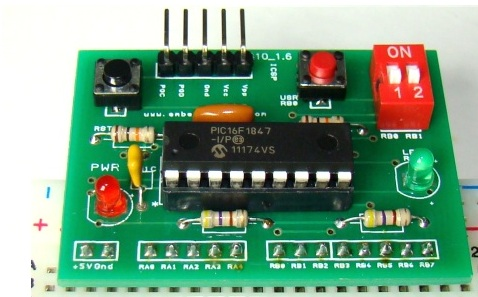 10_1.6
PGC PGD Gnd Vcc Vpp
ICSP
ON
1 2
USR
RB0
RB0 RB1
RST
PIC16F1847
-I/P
11174VS
PWR
+5V Gnd
RA0 RA1 RA2 RA3 RA4
RB0 RB1 RB2 RB3 RB4 RB5 RB6 RB7